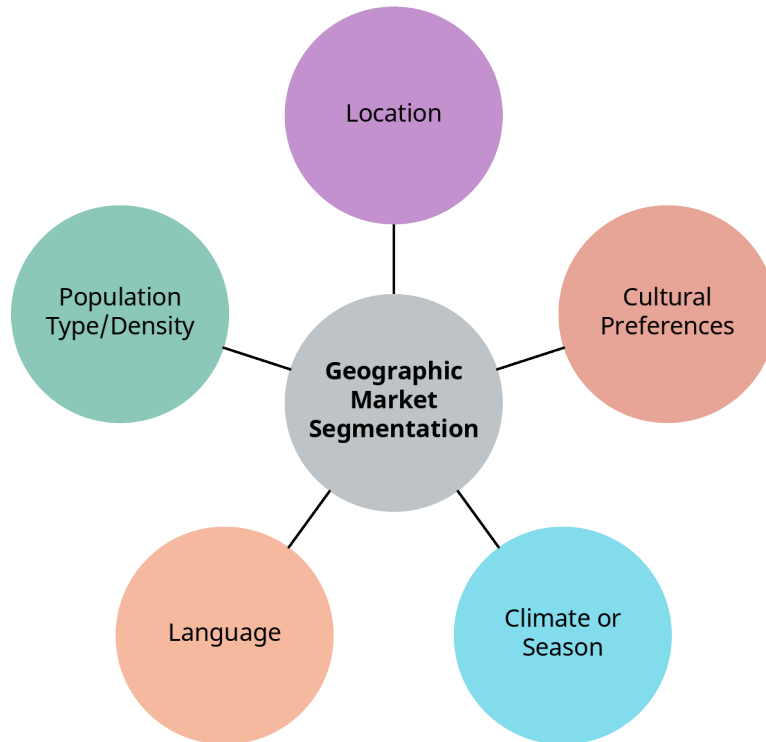 Location
Population
Type/Density
Cultural
Preferences
Geographic
Market
Segmentation
Language
Climate or
Season